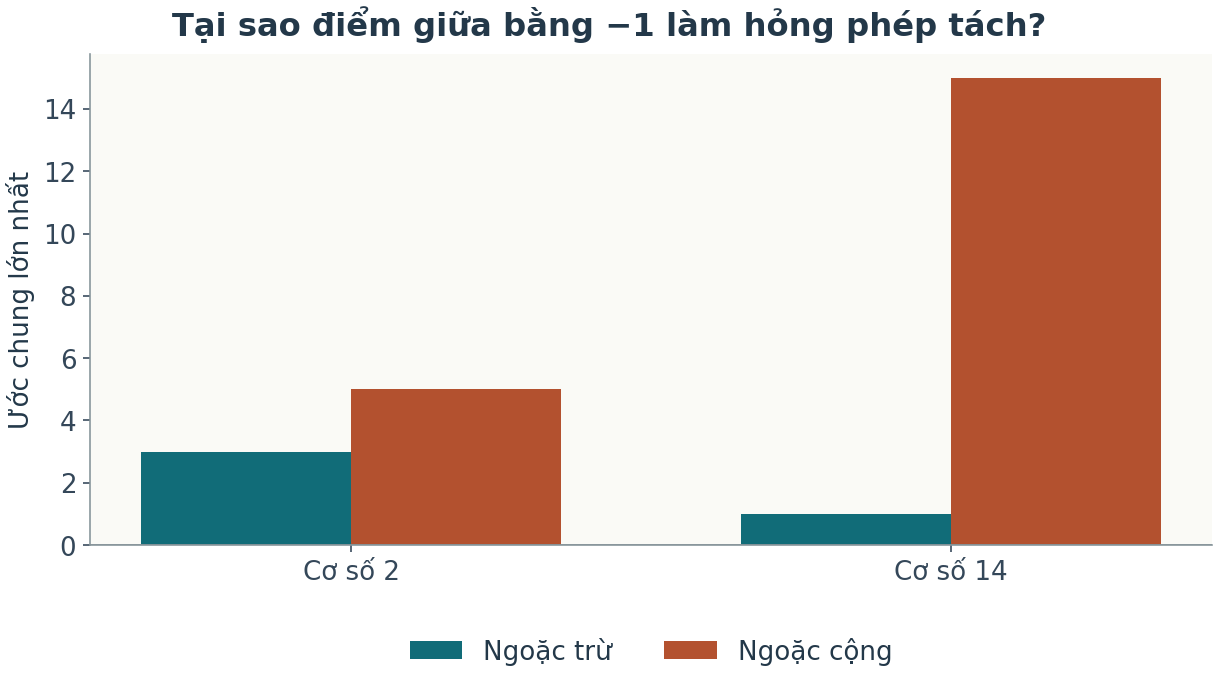 Tại sao điểm giữa bằng −1 làm hỏng phép tách?
Ước chung lớn nhất
14
12
10
8
6
4
2
0
Cơ số 2
Cơ số 14
Ngoặc trừ
Ngoặc cộng